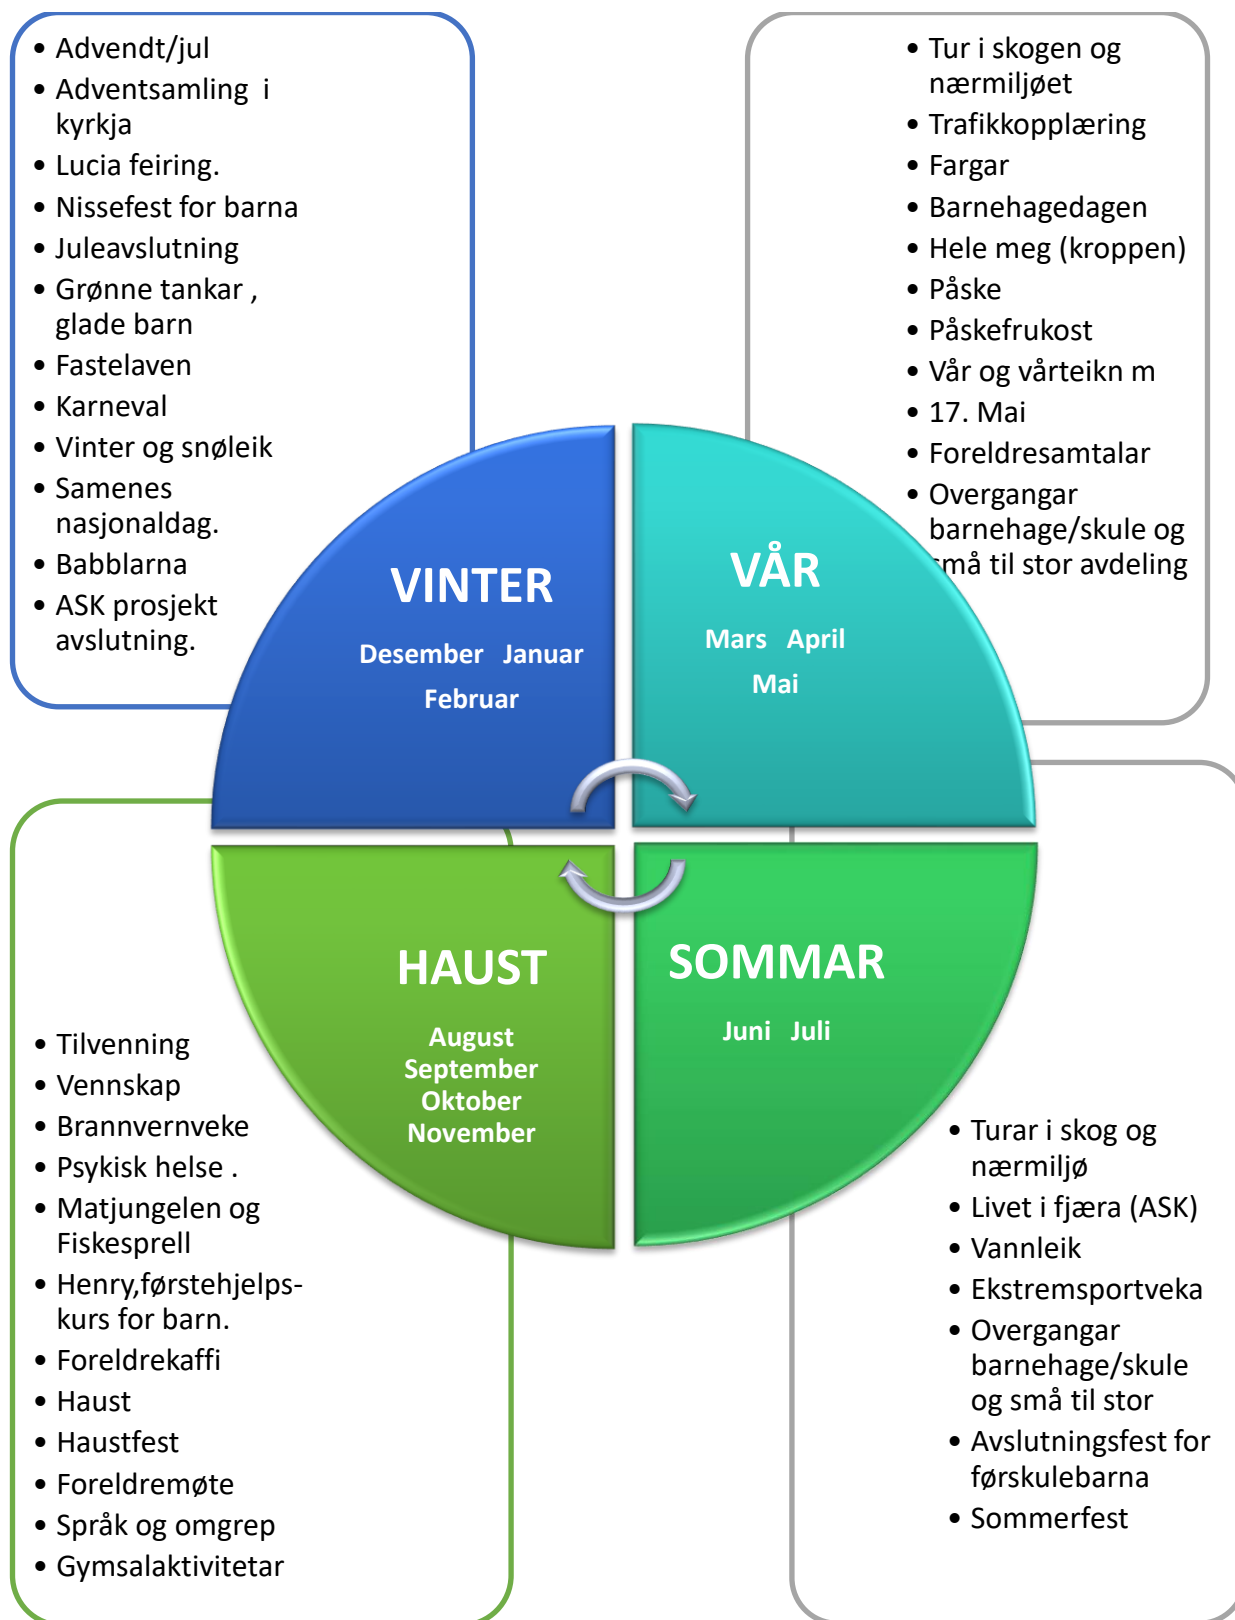 • Advendt/jul
• Adventsamling i
kyrkja
• Lucia feiring.
• Nissefest for barna
• Juleavslutning
• Grønne tankar ,
glade barn
• Fastelaven
• Karneval
• Vinter og snøleik
• Samenes
nasjonaldag.
• Babblarna
• ASK prosjekt
avslutning.
• Tur i skogen og
nærmiljøet
• Trafikkopplæring
• Fargar
• Barnehagedagen
• Hele meg (kroppen)
• Påske
• Påskefrukost
• Vår og vårteikn m
• 17. Mai
• Foreldresamtalar
• Overgangar
barnehage/skule og
små til stor avdeling
VINTER
Desember Januar
Februar
VÅR
Mars April
Mai
HAUST
August
September
Oktober
November
SOMMAR
Juni Juli
• Tilvenning
• Vennskap
• Brannvernveke
• Psykisk helse .
• Matjungelen og
Fiskesprell
• Henry,førstehjelps-
kurs for barn.
• Foreldrekaffi
• Haust
• Haustfest
• Foreldremøte
• Språk og omgrep
• Gymsalaktivitetar
• Turar i skog og
nærmiljø
• Livet i fjæra (ASK)
• Vannleik
• Ekstremsportveka
• Overgangar
barnehage/skule
og små til stor
• Avslutningsfest for
førskulebarna
• Sommerfest